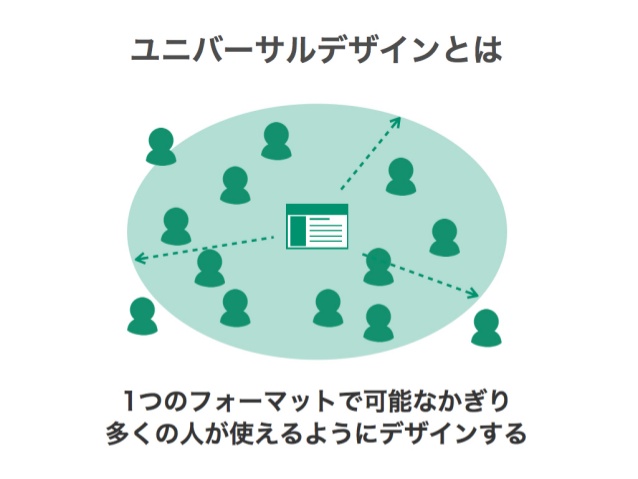 ユニバーサルデザインとは
1つのフォーマットで可能なかぎり
多くの人が使えるようにデザインする